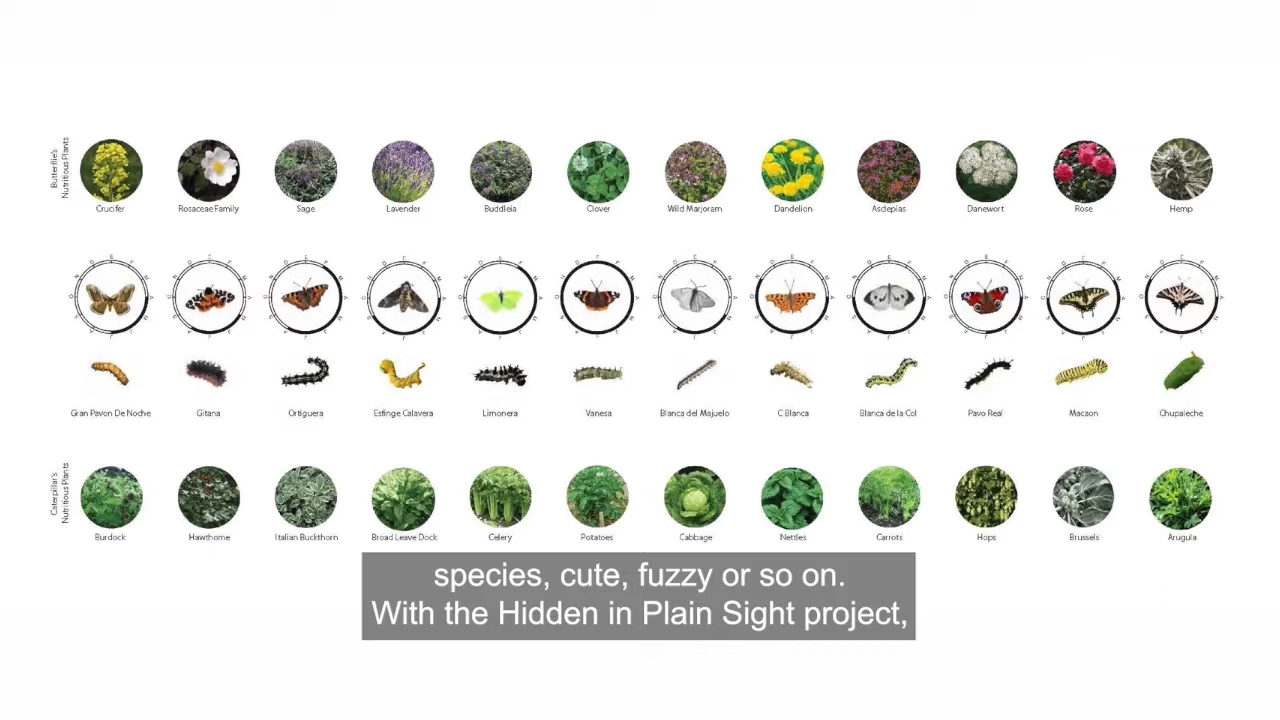 Butterflie's
Nutritious Plants
Crucifer Rosaceae Family Sage Lavender Buddleia Clover Wild Marjoram Dandelion Asclepias Danewort Rose Hemp
Gran Pavon De Noche Gitana Ortiguera Esfinge Calavera Limonera Vanesa Blanca del Majuelo C Blanca Blanca de la Col Pavo Real Macaon Chupaleche
Caterpillar's
Nutritious Plants
Burdock Hawthorne Italian Buckthorn Broad Leave Dock Celery Potatoes Cabbage Nettles Carrots Hops Brussels Arugula
species, cute, fuzzy or so on.
With the Hidden in Plain Sight project,